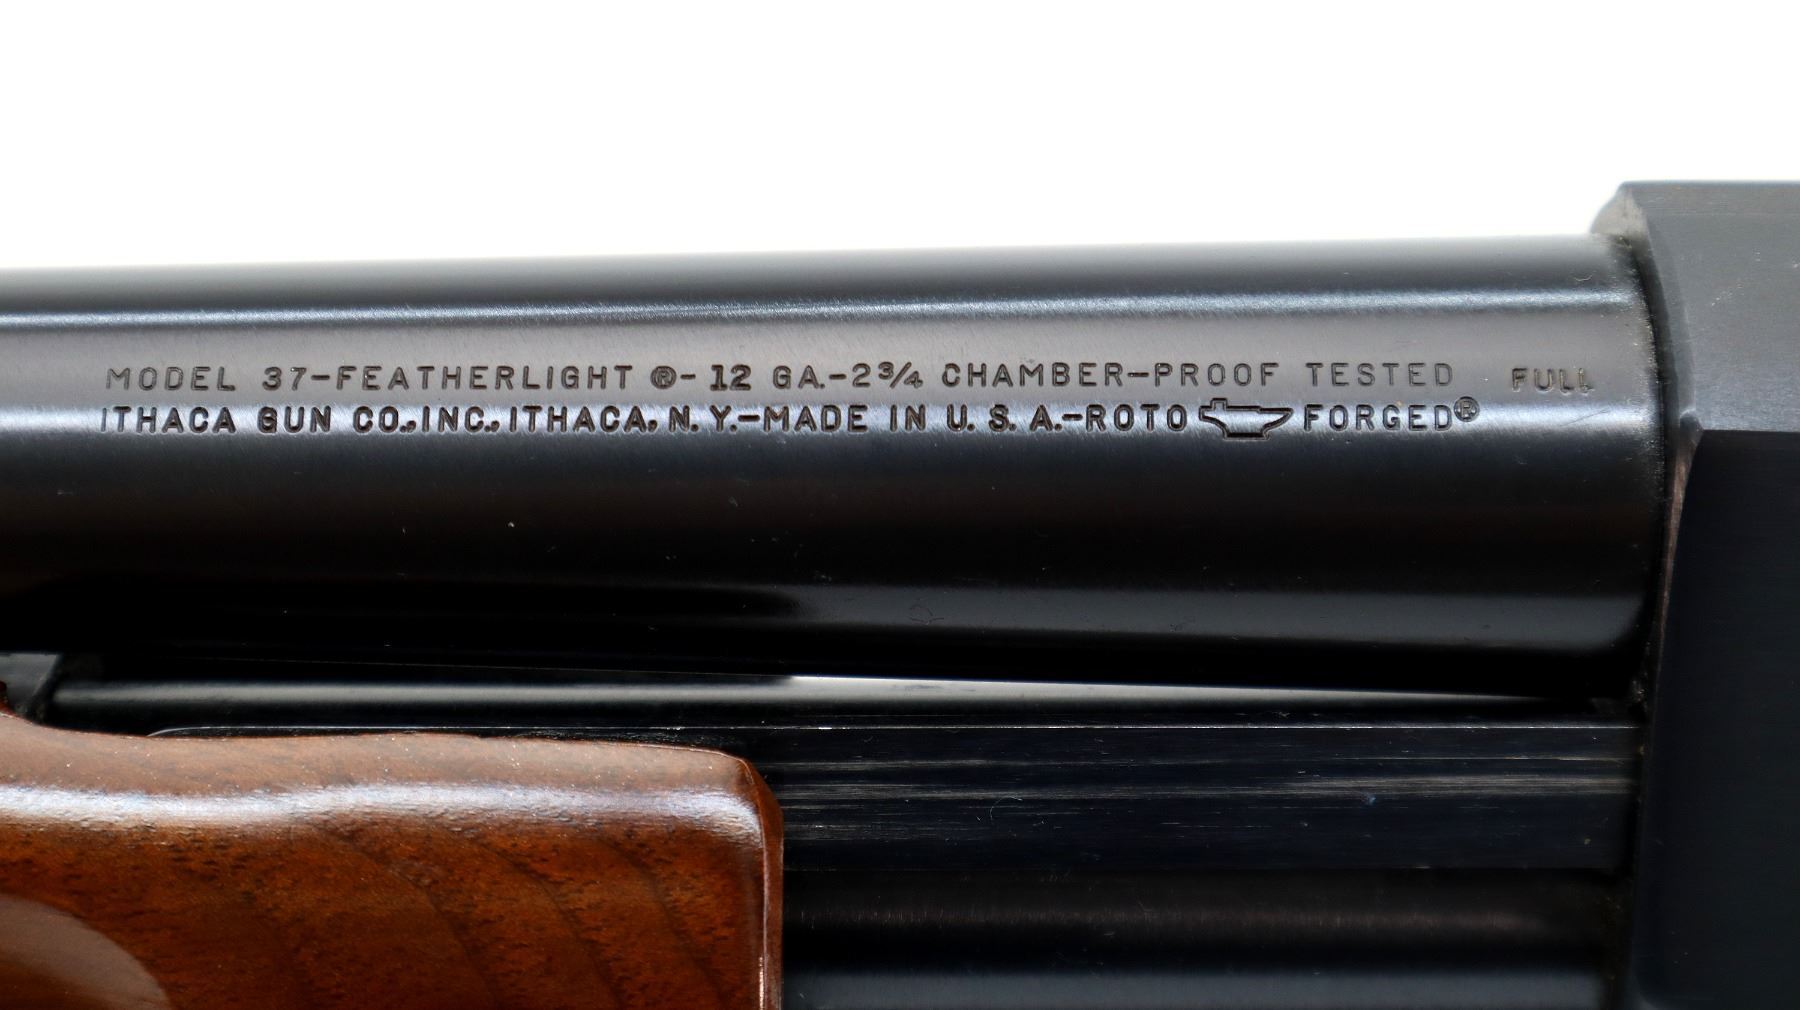 MODEL 37-FEATHERLIGHT ®-12 GA.-2¾ CHAMBER-PROOF TESTED FULL
ITHACA GUN CO., INC., ITHACA, N.Y.-MADE IN U.S.A.-ROTO FORGED®